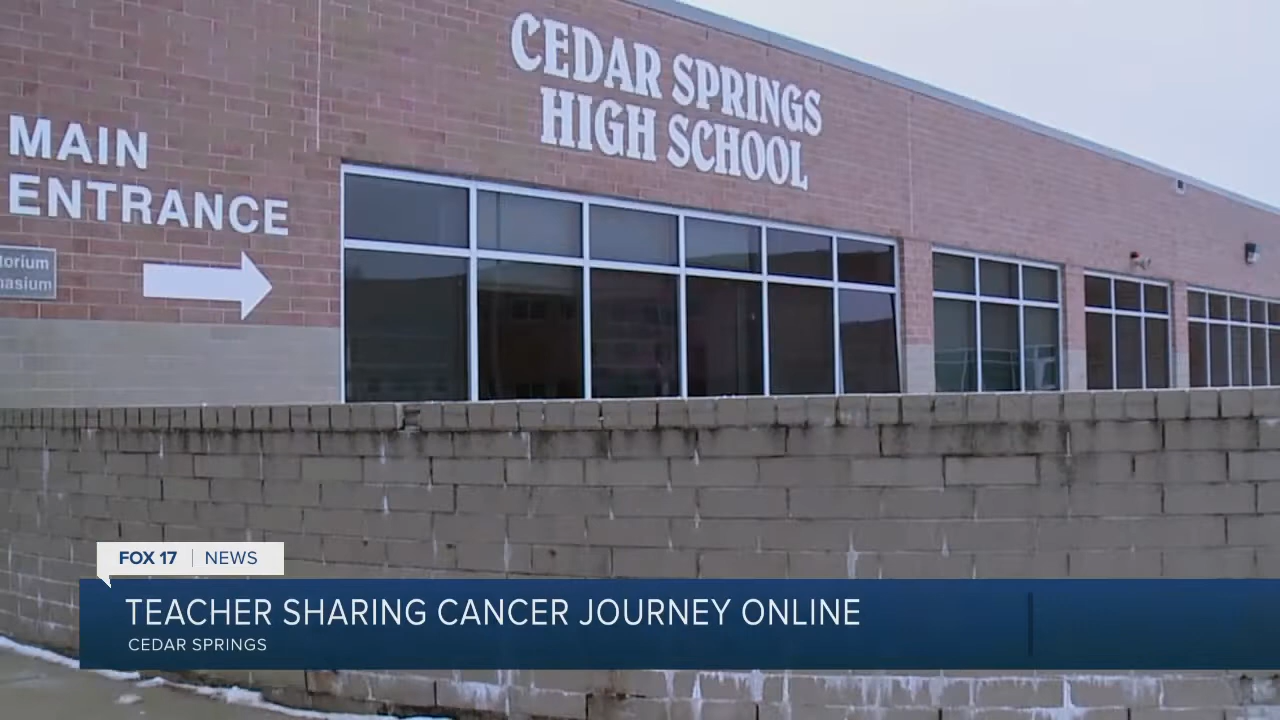 CEDAR SPRINGS
HIGH SCHOOL
MAIN
ENTRANCE
FOX 17 NEWS
TEACHER SHARING CANCER JOURNEY ONLINE
CEDAR SPRINGS